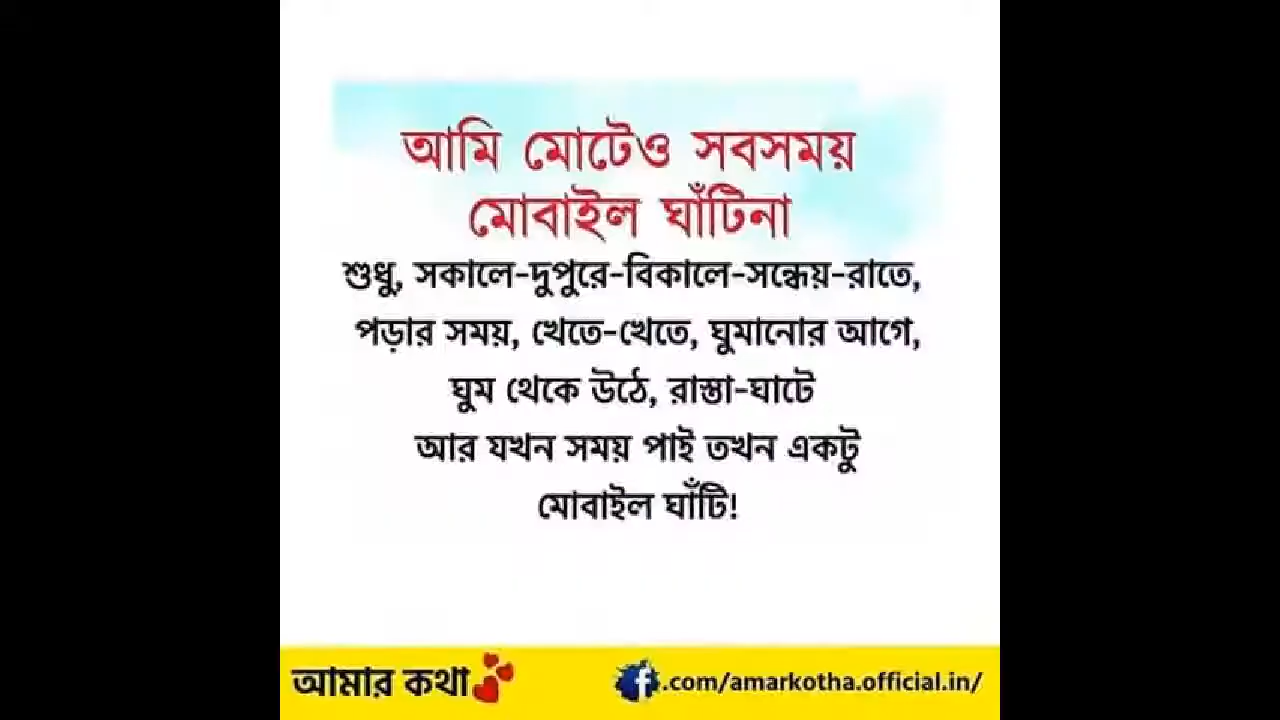 আমি মোটেও সবসময়
মোবাইল ঘাঁটিনা
শুধু, সকালে-দুপুরে-বিকালে-সন্ধেয়-রাতে,
পড়ার সময়, খেতে-খেতে, ঘুমানোর আগে,
ঘুম থেকে উঠে, রাস্তা-ঘাটে
আর যখন সময় পাই তখন একটু
মোবাইল ঘাঁটি!
আমার কথা💕 f.com/amarkotha.official.in/